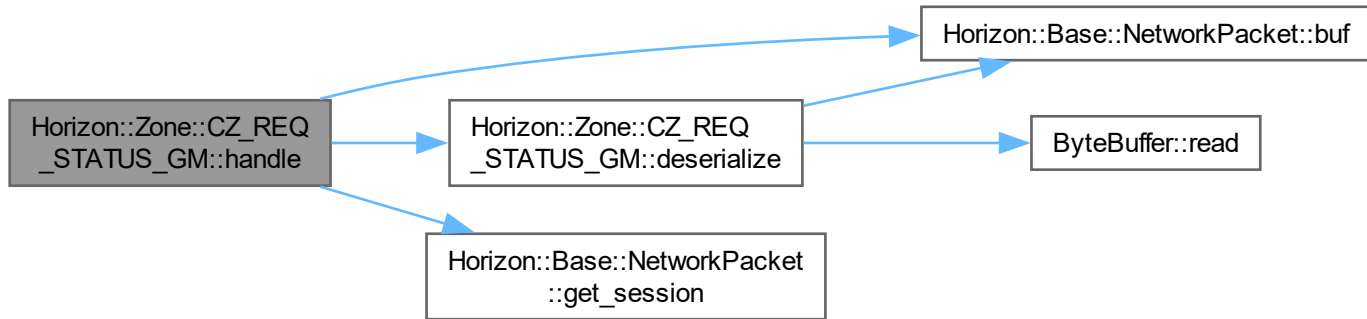 Horizon::Zone::CZ_REQ
_STATUS_GM::handle
Horizon::Base::NetworkPacket::buf
Horizon::Zone::CZ_REQ
_STATUS_GM::deserialize
ByteBuffer::read
Horizon::Base::NetworkPacket
::get_session